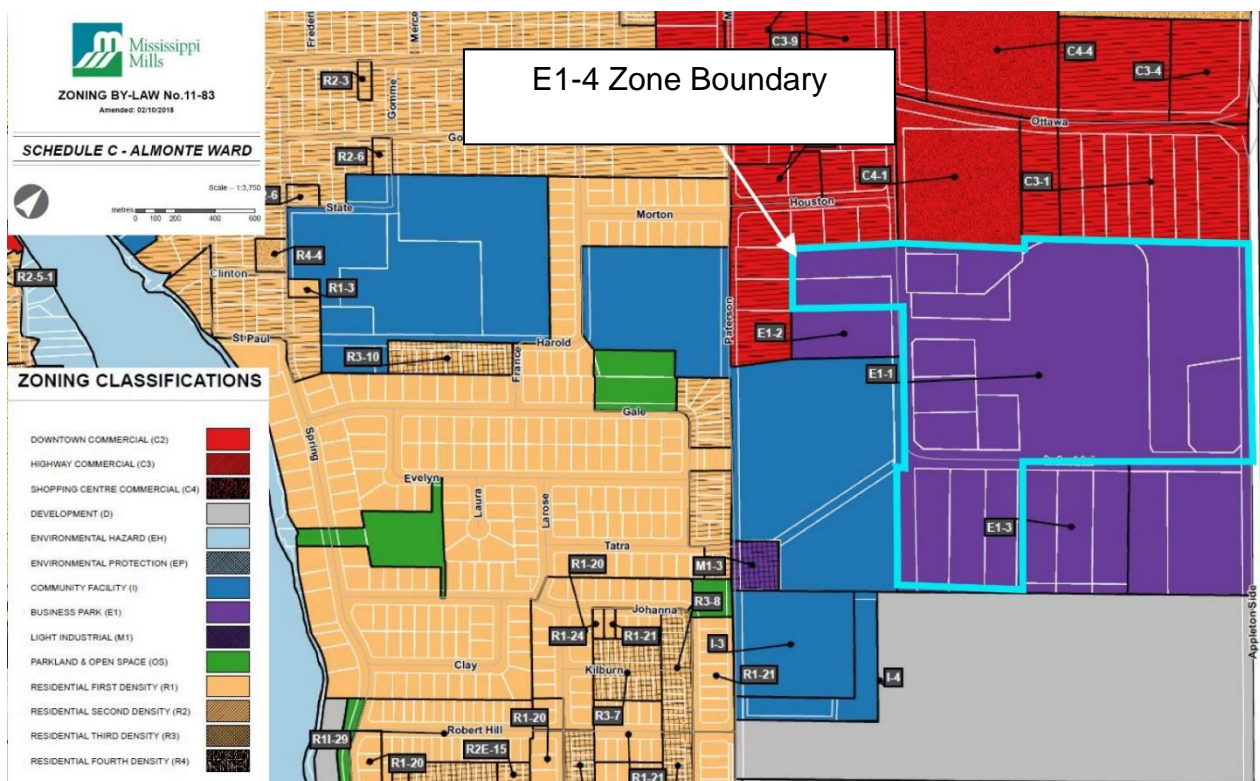 Mississippi
Mills
ZONING BY-LAW No.11-83
Amended: 02/10/2018
SCHEDULE C - ALMONTE WARD
Scale – 1:3,750
metres
0 100 200 400 600
E1-4 Zone Boundary
Gomme
R2-3
R2-6
State
R4-4
Clinton
R1-3
R2-5-1
St Paul
R3-10
France
Harold
Morton
Gale
Paterson
C3-9
C4-4
C3-4
Ottawa
C4-1
C3-1
Houston
E1-2
E1-1
E1-3
Appleton Side
Spring
Evelyn
Laura
Larose
Tatra
M1-3
R1-20
R3-8
Johanna
R1-24
R1-21
Kilburn
I-3
R1-21
I-4
Clay
R1-20
R3-7
Robert Hill
R1I-29
R2E-15
R1-20
R1-21
ZONING CLASSIFICATIONS
DOWNTOWN COMMERCIAL (C2)
HIGHWAY COMMERCIAL (C3)
SHOPPING CENTRE COMMERCIAL (C4)
DEVELOPMENT (D)
ENVIRONMENTAL HAZARD (EH)
ENVIRONMENTAL PROTECTION (EP)
COMMUNITY FACILITY (I)
BUSINESS PARK (E1)
LIGHT INDUSTRIAL (M1)
PARKLAND & OPEN SPACE (OS)
RESIDENTIAL FIRST DENSITY (R1)
RESIDENTIAL SECOND DENSITY (R2)
RESIDENTIAL THIRD DENSITY (R3)
RESIDENTIAL FOURTH DENSITY (R4)